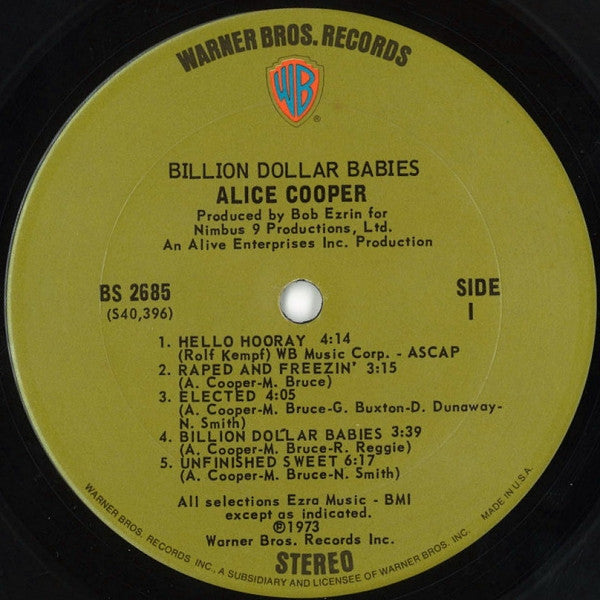 WARNER BROS. RECORDS
WB
®
BILLION DOLLAR BABIES
ALICE COOPER
Produced by Bob Ezrin for
Nimbus 9 Productions, Ltd.
An Alive Enterprises Inc. Production
BS 2685
(S40,396)
SIDE
1
1. HELLO HOORAY 4:14
(Rolf Kempf) WB Music Corp. - ASCAP
2. RAPED AND FREEZIN' 3:15
(A. Cooper-M. Bruce)
3. ELECTED 4:05
(A. Cooper-M. Bruce-G. Buxton-D. Dunaway-
N. Smith)
4. BILLION DOLLAR BABIES 3:39
(A. Cooper-M. Bruce-R. Reggie)
5. UNFINISHED SWEET 6:17
(A. Cooper-M. Bruce-N. Smith)
All selections Ezra Music - BMI
except as indicated.
℗1973
Warner Bros. Records Inc.
STEREO
WARNER BROS. RECORDS INC., A SUBSIDIARY AND LICENSEE OF WARNER BROS. INC. MADE IN U.S.A.